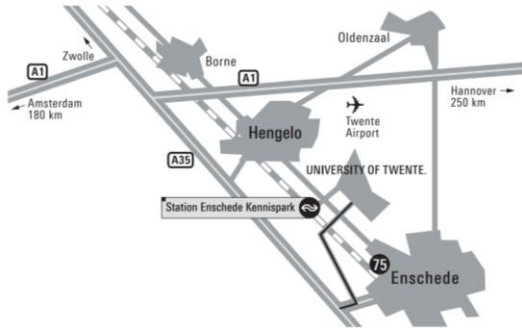 Oldenzaal
Zwolle
Borne
A1
A1
Amsterdam
180 km
Hannover
250 km
Twente
Airport
Hengelo
A35
UNIVERSITY OF TWENTE.
Station Enschede Kennispark
75
Enschede